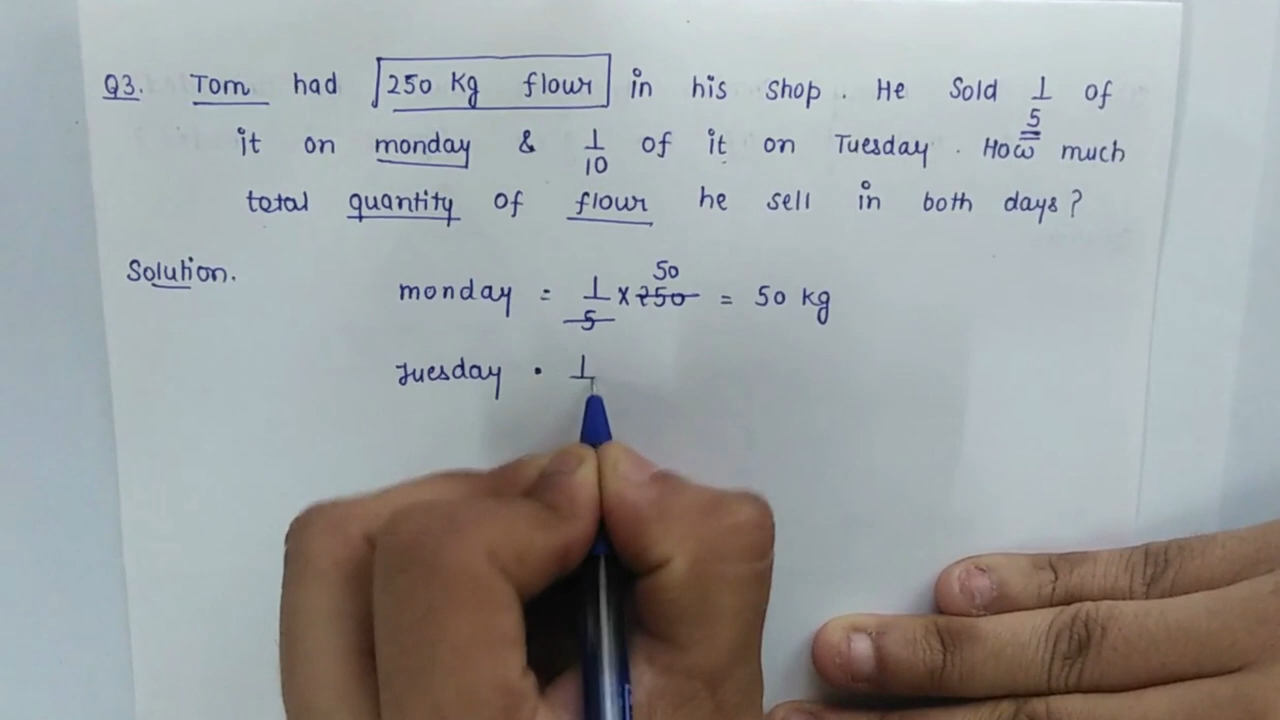 Q3. Tom had 250 Kg flour in his shop. He Sold 1/5 of
it on monday & 1/10 of it on Tuesday. How much
total quantity of flour he sell in both days?
Solution.
monday = 1/5 x 250 50 = 50 kg
Tuesday · 1